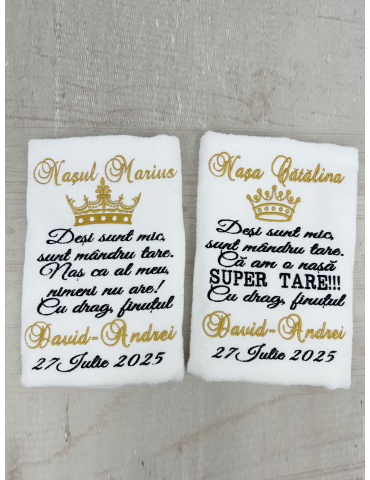 Nașul Marius
Deși sunt mic,
sunt mândru tare.
Naș ca al meu,
nimeni nu are!
Cu drag, finuțul
David-Andrei
27 Iulie 2025
Nașa Cătălina
Deși sunt mic,
sunt mândru tare.
Că am o nașă
SUPER TARE!!!
Cu drag, finuțul
David-Andrei
27 Iulie 2025